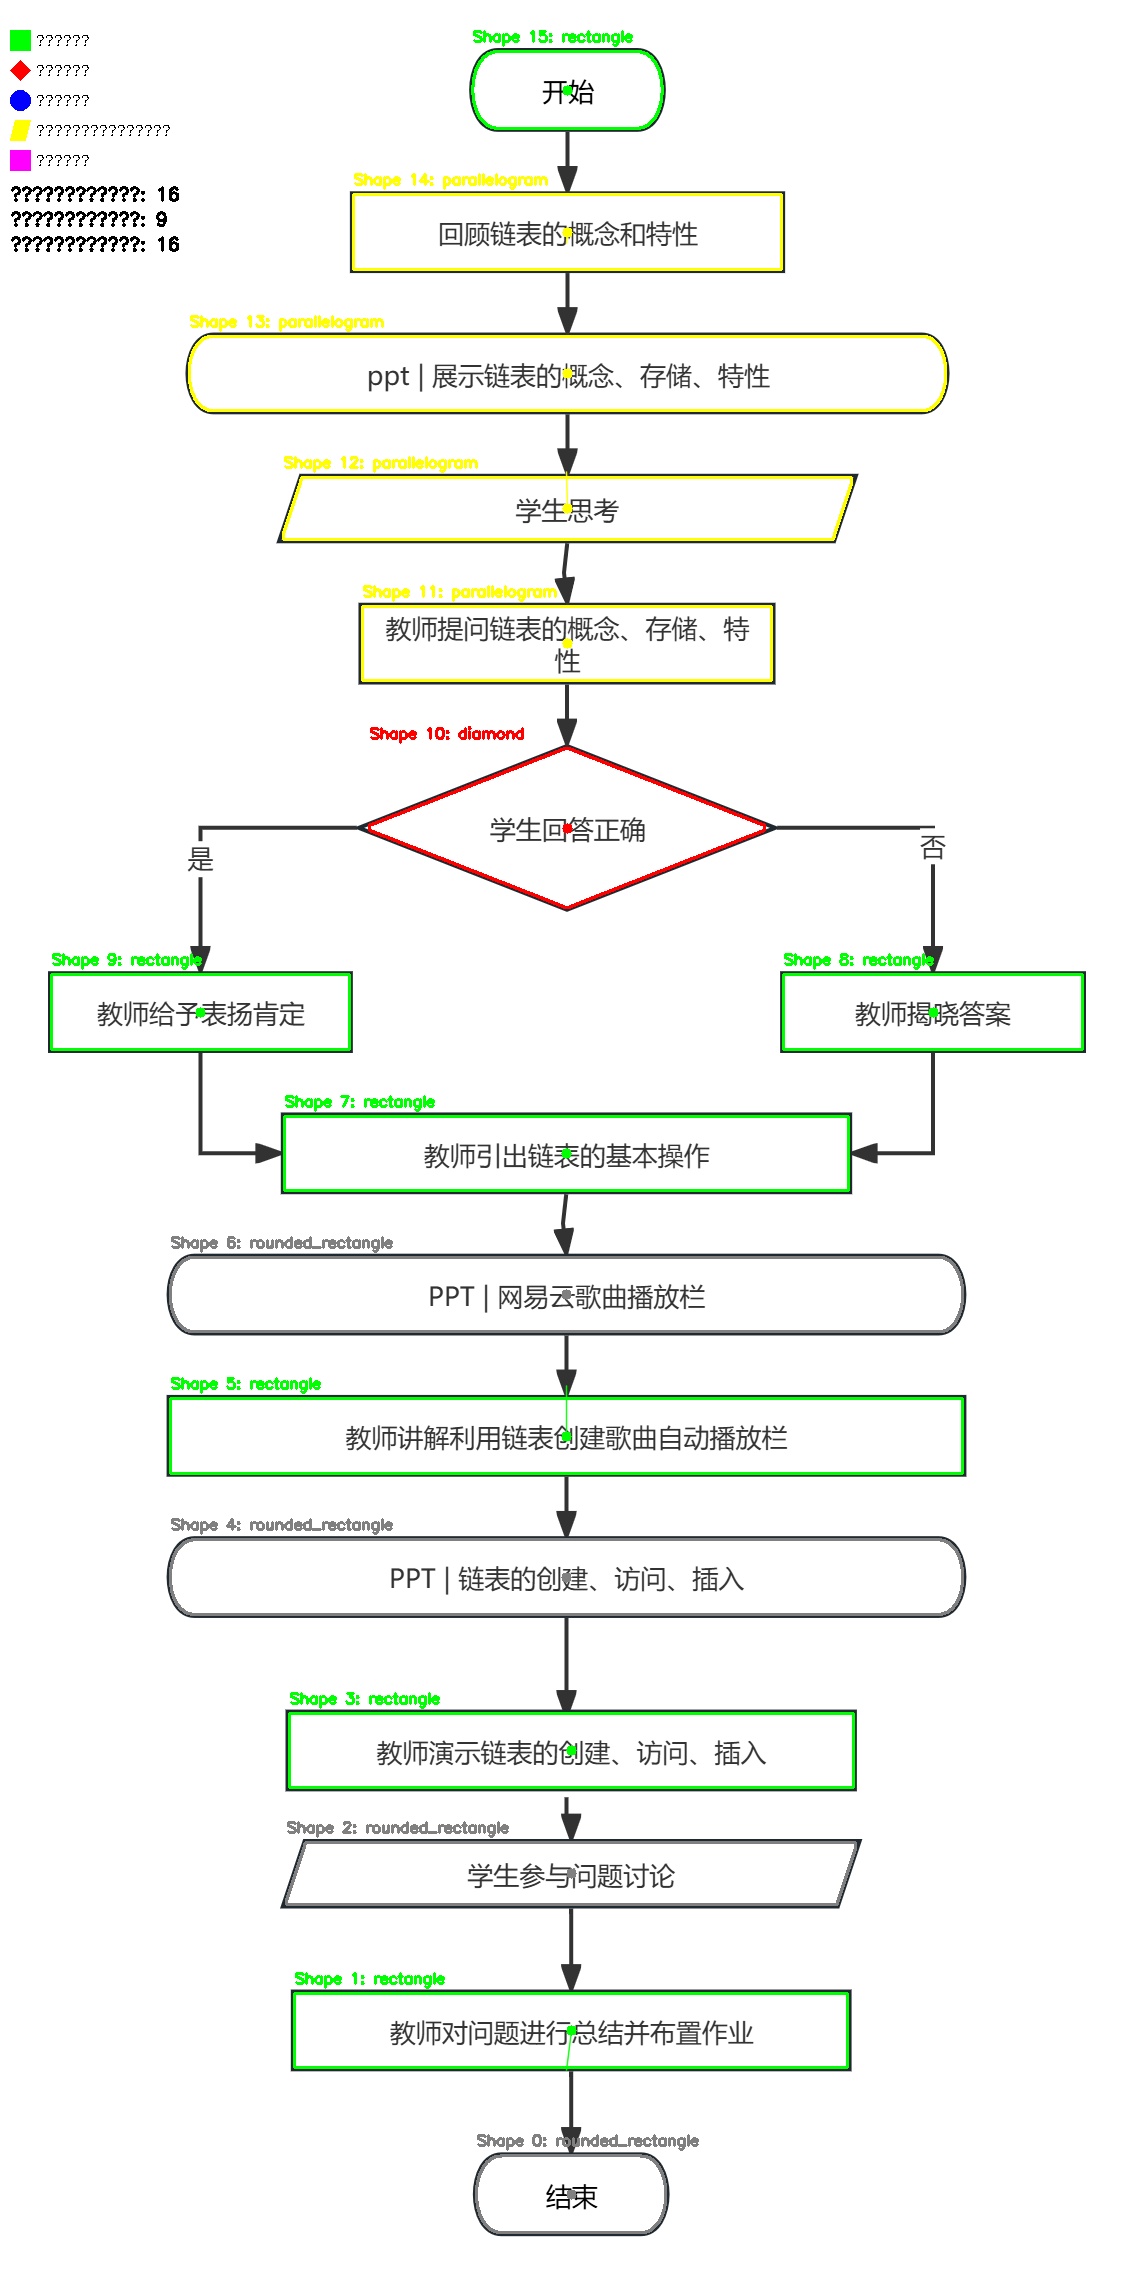 ??????
??????
??????
???????????????
??????
????????????: 16
????????????: 9
????????????: 16
Shape 15: rectangle
开始
Shape 14: parallelogram
回顾链表的概念和特性
Shape 13: parallelogram
ppt | 展示链表的概念、存储、特性
Shape 12: parallelogram
学生思考
Shape 11: parallelogram
教师提问链表的概念、存储、特
性
Shape 10: diamond
学生回答正确
是
否
Shape 9: rectangle
教师给予表扬肯定
Shape 8: rectangle
教师揭晓答案
Shape 7: rectangle
教师引出链表的基本操作
Shape 6: rounded_rectangle
PPT | 网易云歌曲播放栏
Shape 5: rectangle
教师讲解利用链表创建歌曲自动播放栏
Shape 4: rounded_rectangle
PPT | 链表的创建、访问、插入
Shape 3: rectangle
教师演示链表的创建、访问、插入
Shape 2: rounded_rectangle
学生参与问题讨论
Shape 1: rectangle
教师对问题进行总结并布置作业
Shape 0: rounded_rectangle
结束